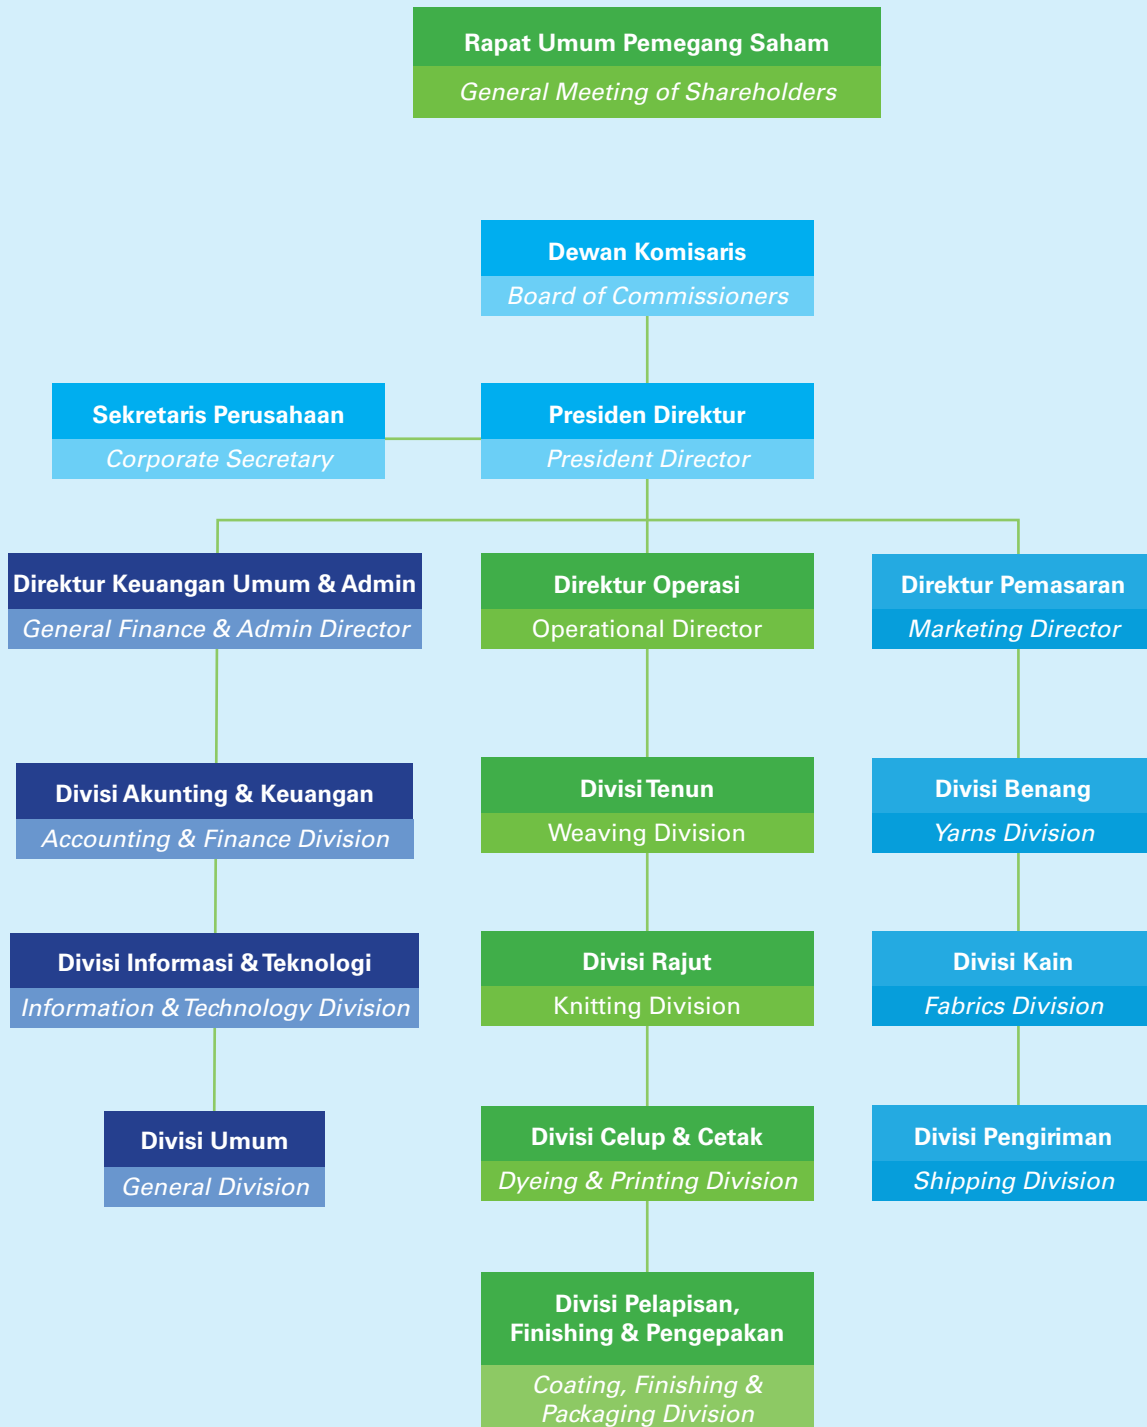 Rapat Umum Pemegang Saham
General Meeting of Shareholders
Dewan Komisaris
Board of Commissioners
Sekretaris Perusahaan
Corporate Secretary
Presiden Direktur
President Director
Direktur Keuangan Umum & Admin
General Finance & Admin Director
Direktur Operasi
Operational Director
Direktur Pemasaran
Marketing Director
Divisi Akunting & Keuangan
Accounting & Finance Division
Divisi Tenun
Weaving Division
Divisi Benang
Yarns Division
Divisi Informasi & Teknologi
Information & Technology Division
Divisi Rajut
Knitting Division
Divisi Kain
Fabrics Division
Divisi Umum
General Division
Divisi Celup & Cetak
Dyeing & Printing Division
Divisi Pengiriman
Shipping Division
Divisi Pelapisan,
Finishing & Pengepakan
Coating, Finishing &
Packaging Division